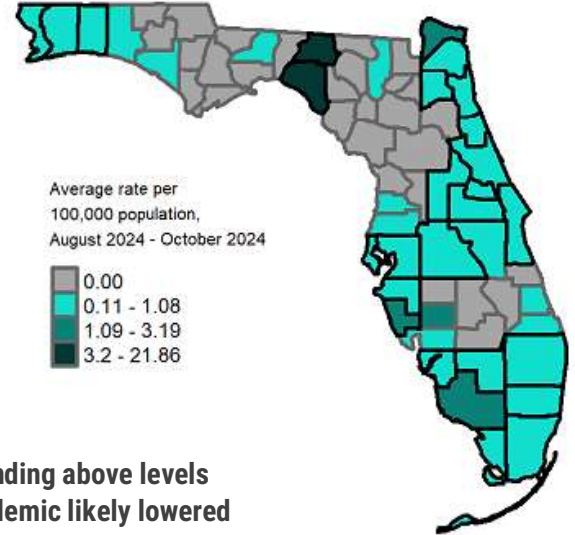 Average rate per
100,000 population,
August 2024 - October 2024
0.00
0.11 - 1.08
1.09 - 3.19
3.2 - 21.86
nding above levels
demic likely lowered